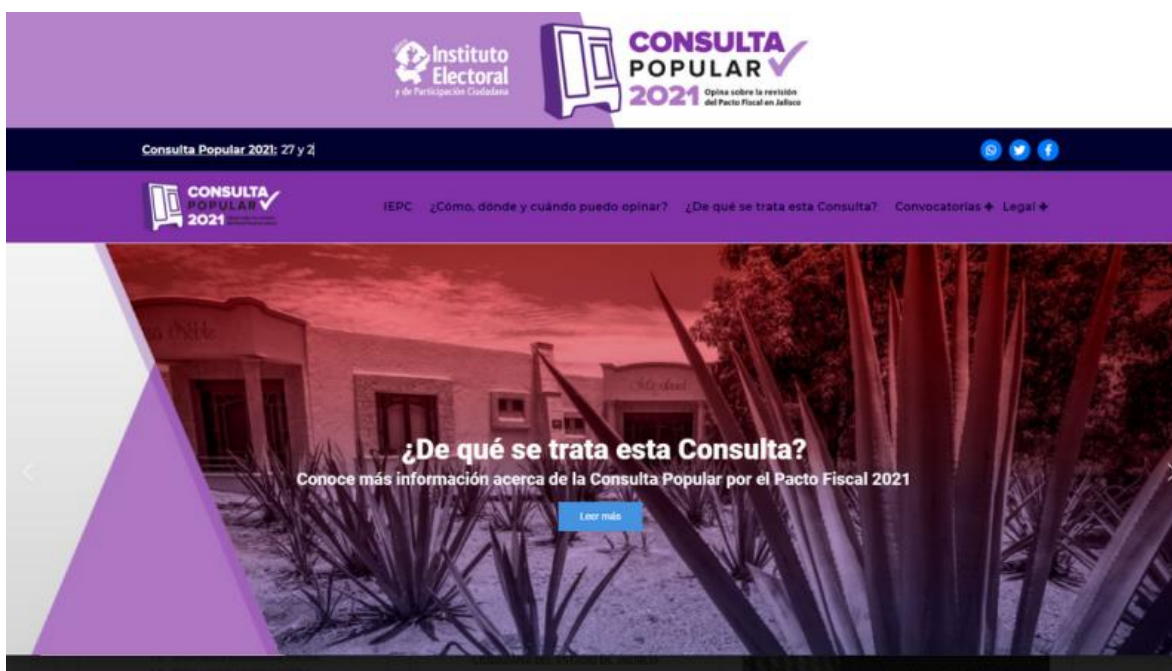 Instituto
Electoral
y de Participación Ciudadana
CONSULTA
POPULAR
2021
Opina sobre la revisión
del Pacto Fiscal en Jalisco
Consulta Popular 2021: 27 y 2
CONSULTA
POPULAR
2021
IEPC ¿Cómo, dónde y cuándo puedo opinar? ¿De qué se trata esta Consulta? Convocatorias + Legal +
¿De qué se trata esta Consulta?
Conoce más información acerca de la Consulta Popular por el Pacto Fiscal 2021
Leer más